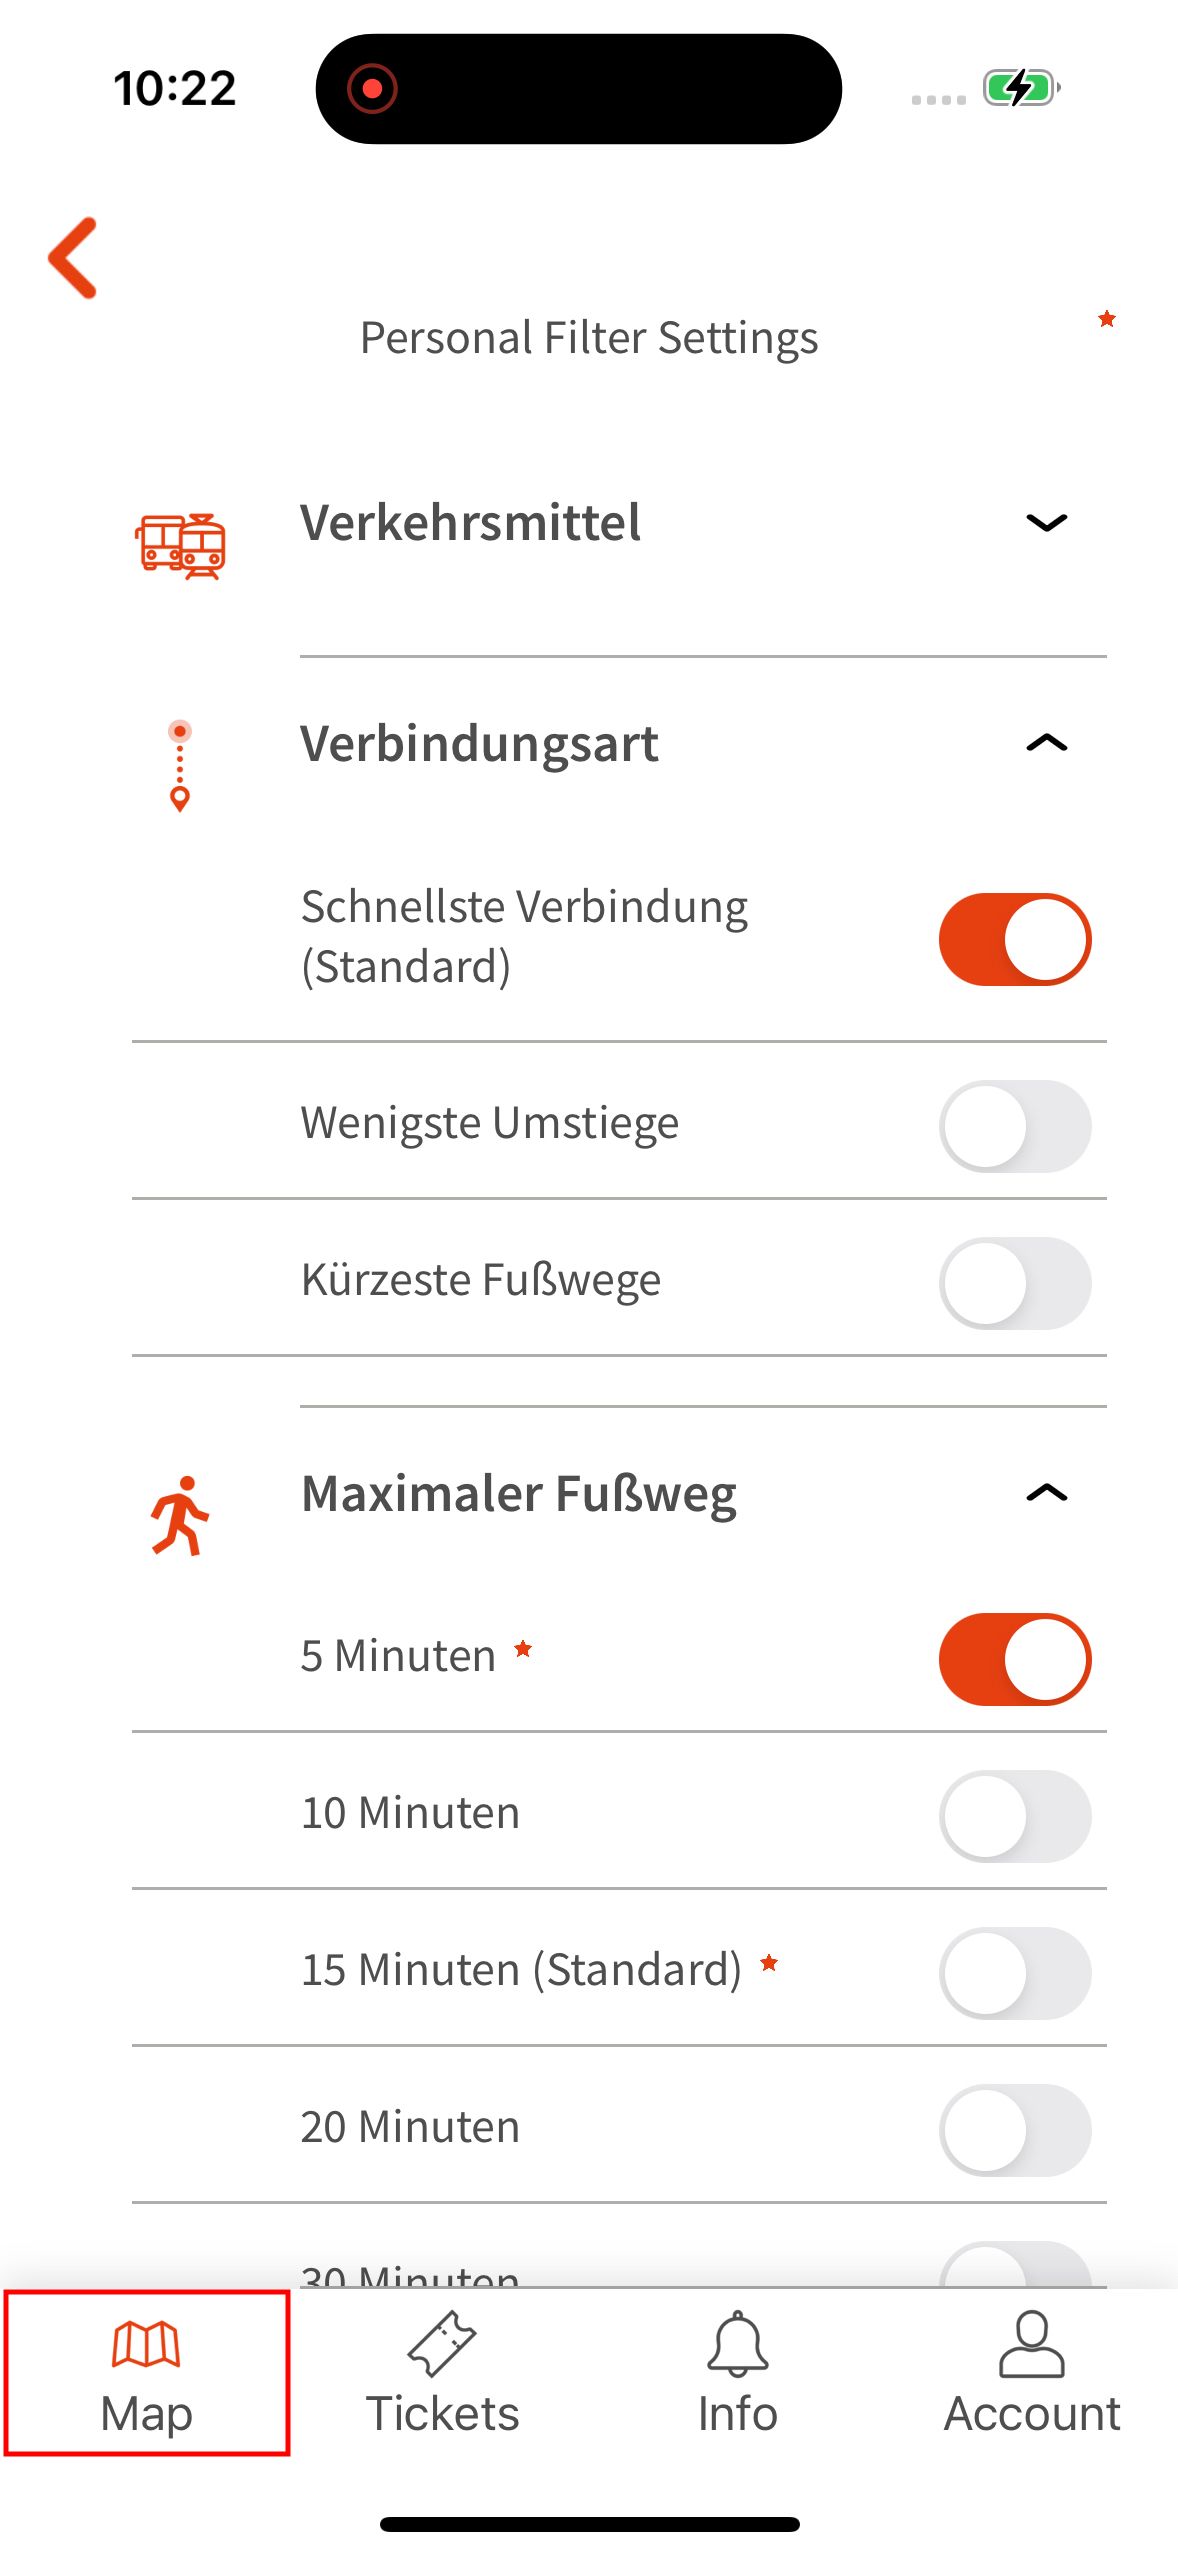 10:22
Personal Filter Settings
Verkehrsmittel
Verbindungsart
Schnellste Verbindung
(Standard)
Wenigste Umstiege
Kürzeste Fußwege
Maximaler Fußweg
5 Minuten
10 Minuten
15 Minuten (Standard)
20 Minuten
30 Minuten
Map
Tickets
Info
Account